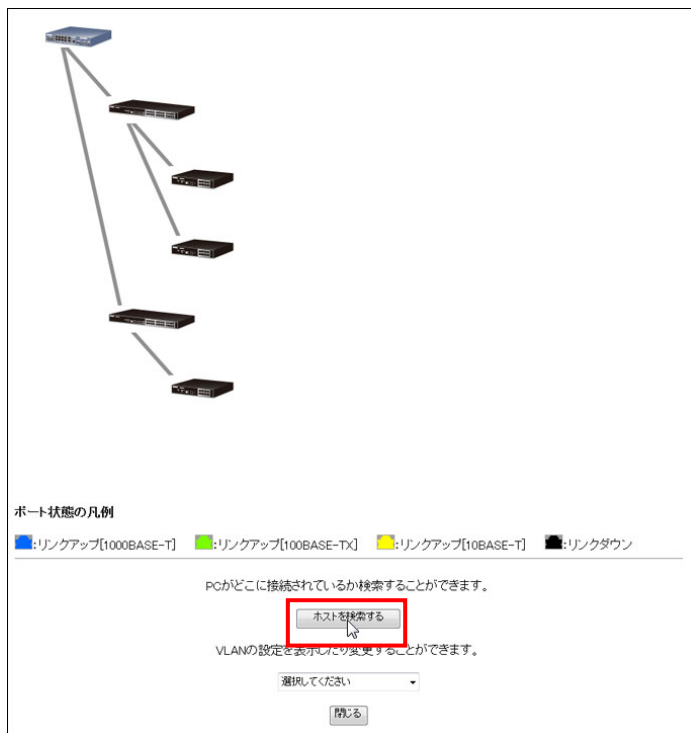 ポート状態の凡例
:リンクアップ[1000BASE-T] :リンクアップ[100BASE-TX] :リンクアップ[10BASE-T] :リンクダウン
PCがどこに接続されているか検索することができます。
ホストを検索する
VLANの設定を表示したり変更することができます。
選択してください
閉じる